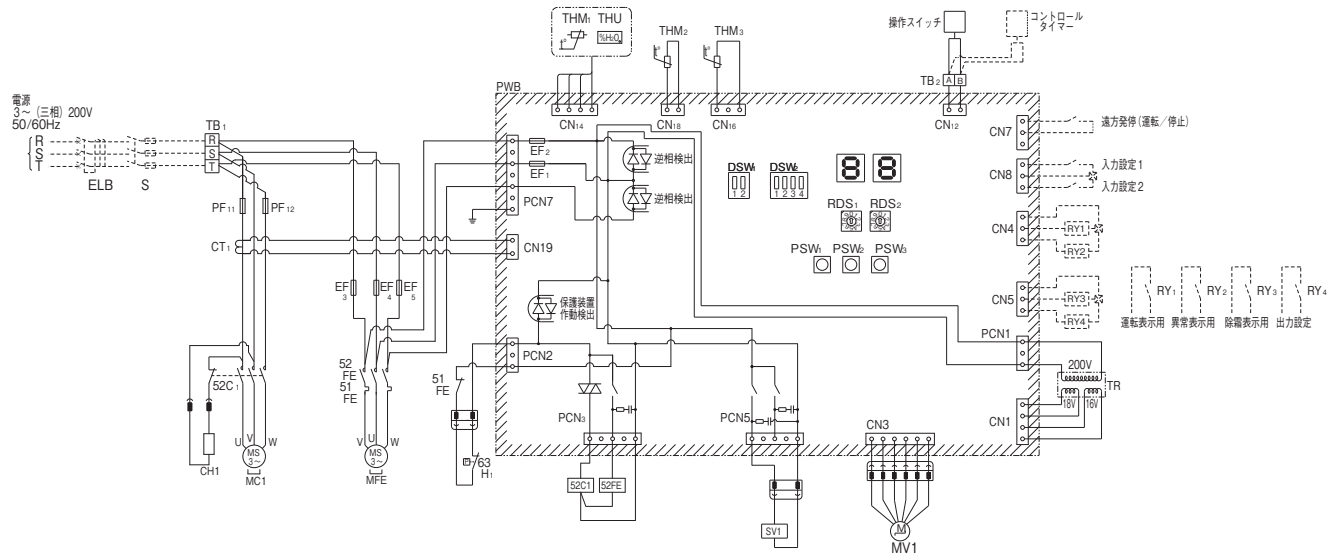 電源
3～(三相) 200V
50/60Hz
R
S
T
ELB
S
TB1
R
S
T
PF11
PF12
CT1
EF3
EF4
EF5
52C1
U
V
W
MS
3～
MC1
CH1
52
FE
51
FE
V
U
W
MS
3～
MFE
THM1 THU
t°
%H2O
THM2
t°
THM3
t°
操作スイッチ
コントロール
タイマー
TB2
A
B
PWB
CN14
CN18
CN16
CN12
EF2
EF1
PCN7
逆相検出
逆相検出
CN19
DSW1
1 2
DSW2
1 2 3 4
88
RDS1
RDS2
0
0
PSW1
PSW2
PSW3
保護装置
作動検出
PCN2
51
FE
63
H1
P
PCN3
52C1
52FE
PCN5
SV1
CN3
M
MV1
CN7
遠方発停(運転／停止)
CN8
入力設定1
入力設定2
CN4
RY1
RY2
CN5
RY3
RY4
PCN1
200V
TR
18V
16V
CN1
RY1
RY2
RY3
RY4
運転表示用
異常表示用
除霜表示用
出力設定